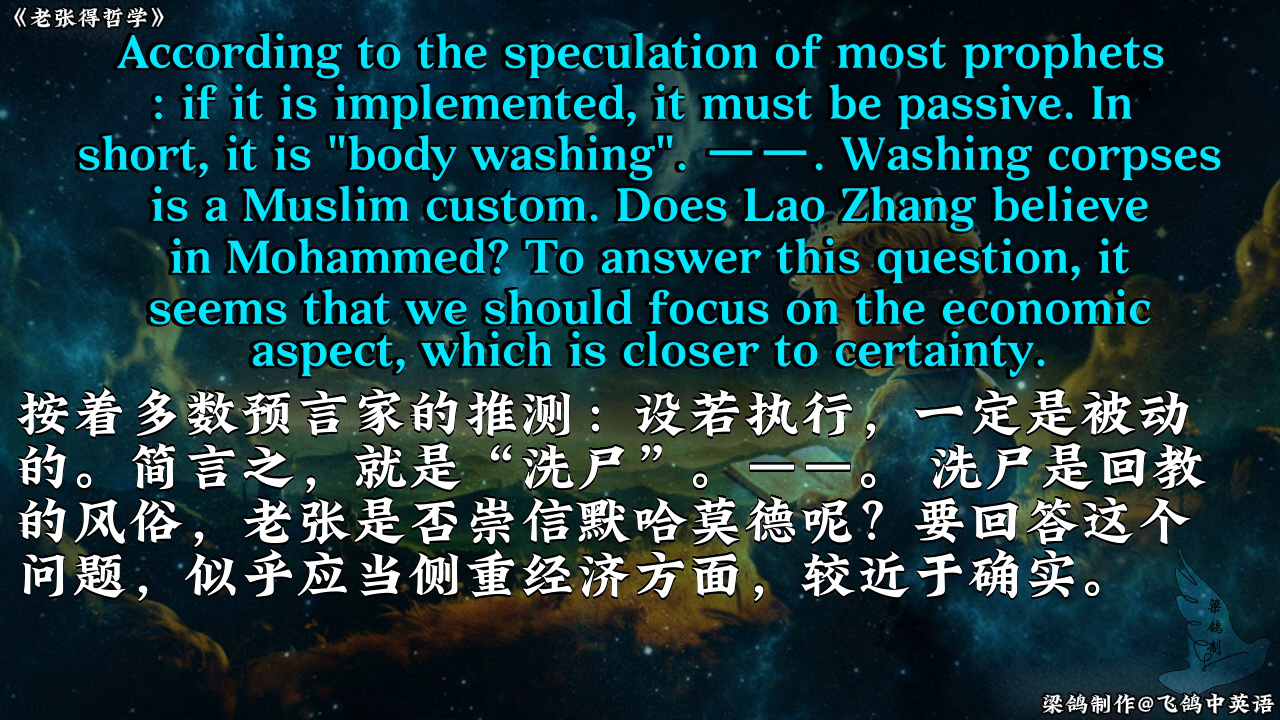 《老张得哲学》
According to the speculation of most prophets
: if it is implemented, it must be passive. In
short, it is "body washing". ——. Washing corpses
is a Muslim custom. Does Lao Zhang believe
in Mohammed? To answer this question, it
seems that we should focus on the economic
aspect, which is closer to certainty.
按着多数预言家的推测：设若执行，一定是被动
的。简言之，就是“洗尸”。——。 洗尸是回教
的风俗，老张是否崇信默哈莫德呢？要回答这个
问题，似乎应当侧重经济方面，较近于确实。
梁鸽制
梁鸽制作@飞鸽中英语